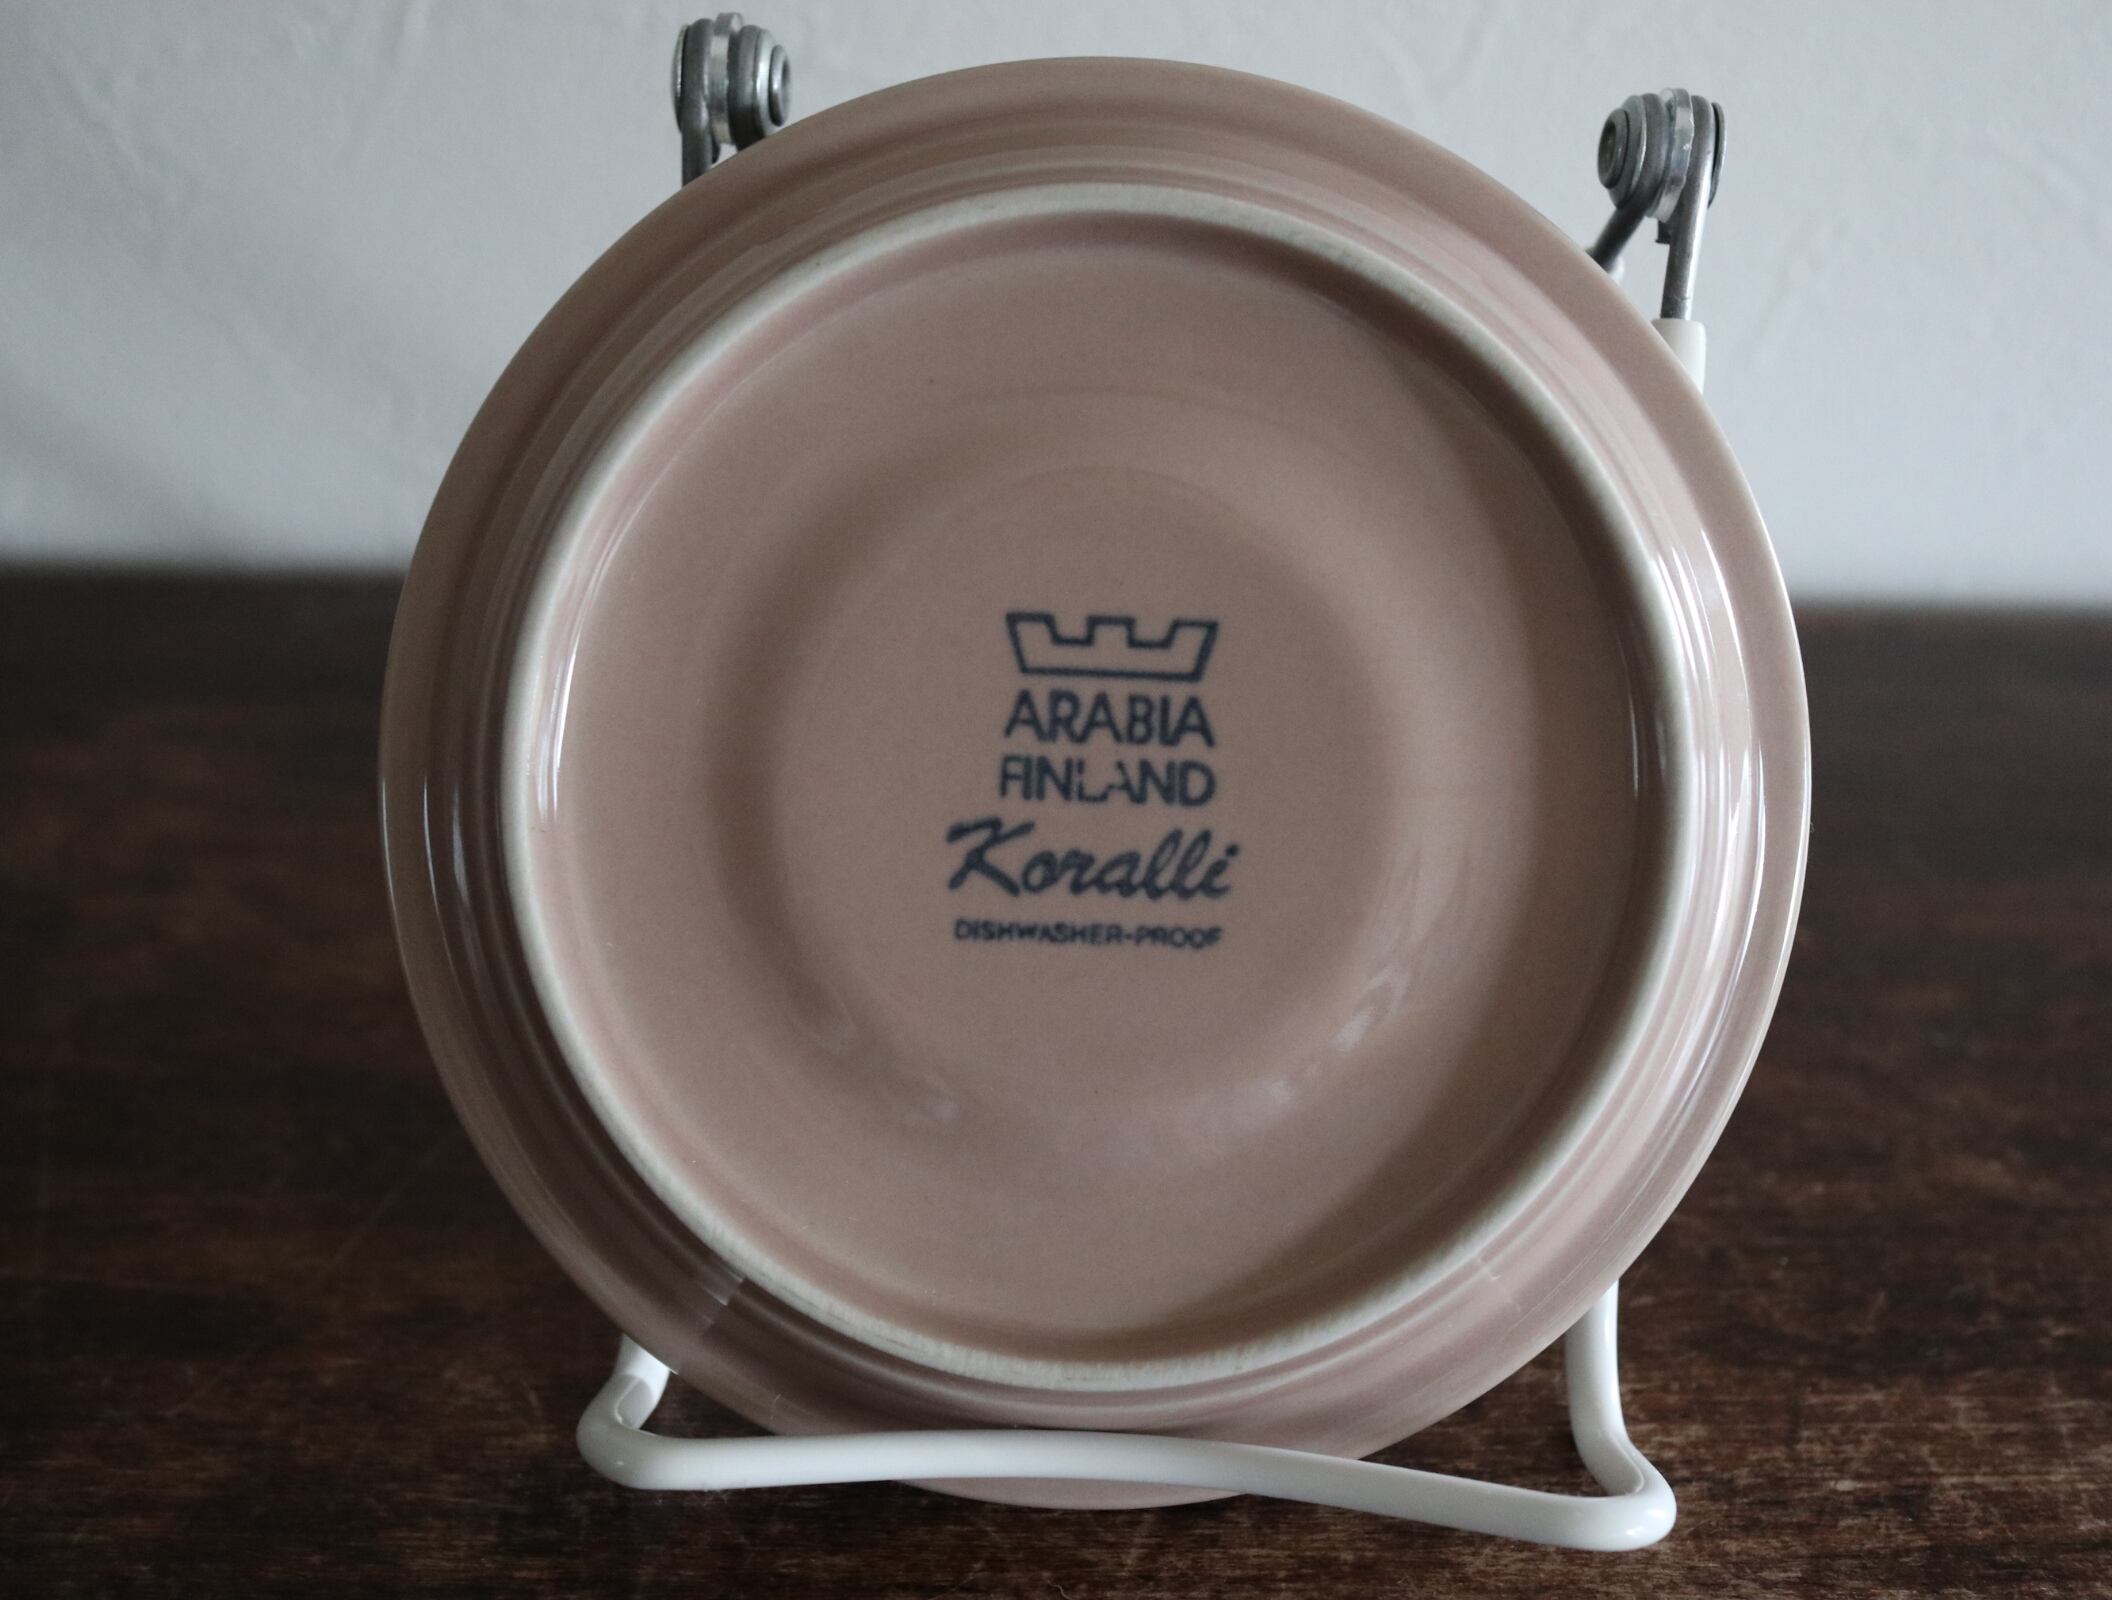 ARABIA
FINLAND
Koralli
DISHWASHER-PROOF